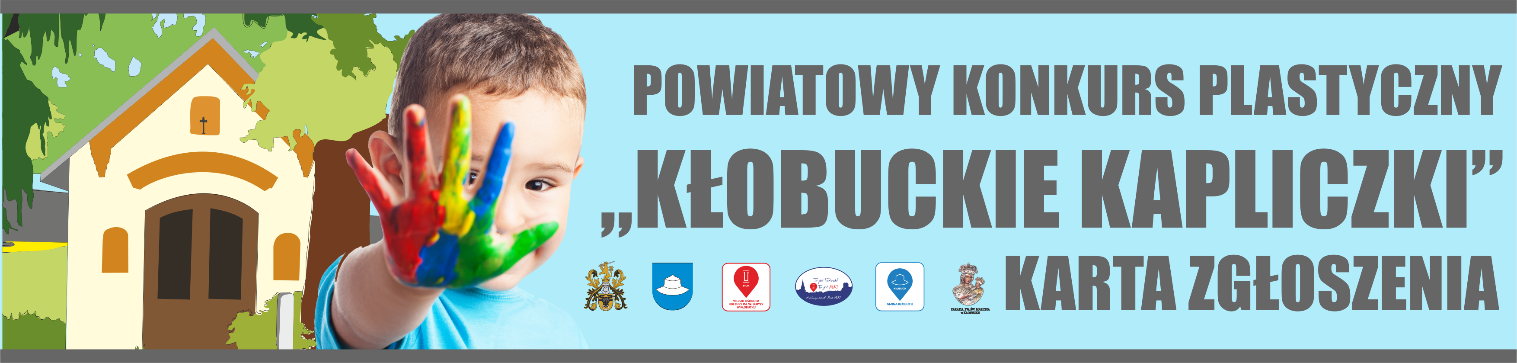 POWIATOWY KONKURS PLASTYCZNY
„KŁOBUCKIE KAPLICZKI”
KARTA ZGŁOSZENIA